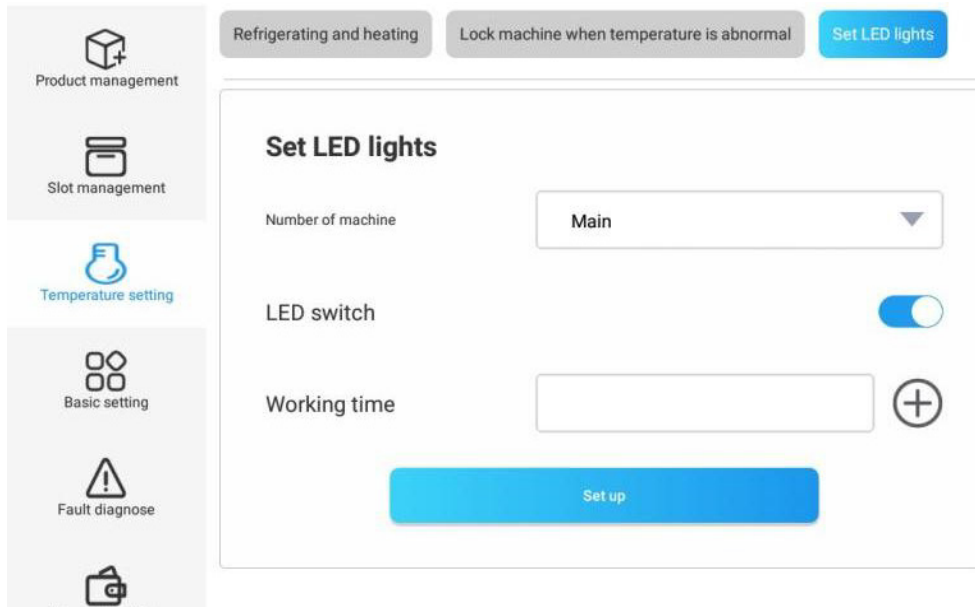 Refrigerating and heating
Lock machine when temperature is abnormal
Set LED lights
Product management
Slot management
Temperature setting
Basic setting
Fault diagnose
Set LED lights
Number of machine
Main
LED switch
Working time
Set up